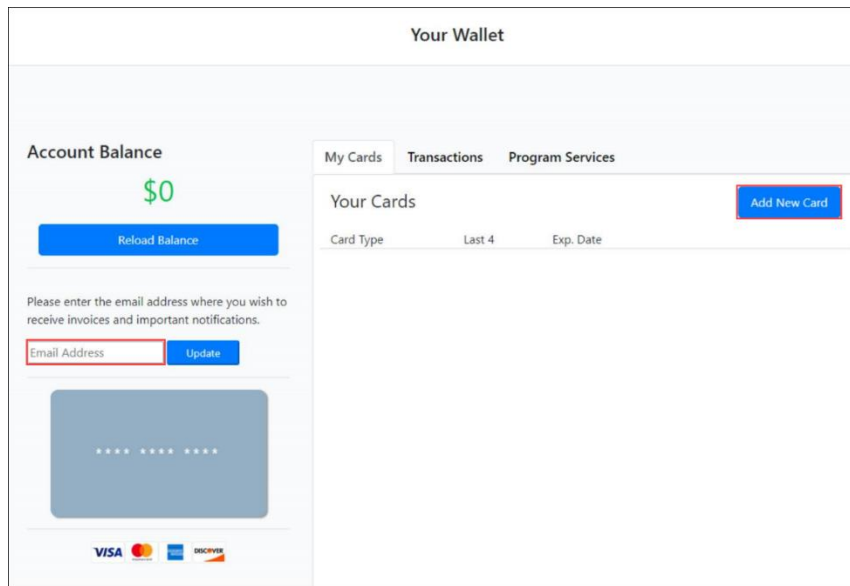 Your Wallet
Account Balance
$0
Reload Balance
Please enter the email address where you wish to
receive invoices and important notifications.
Email Address
Update
**** **** ****
VISA DISCOVER
My Cards Transactions Program Services
Your Cards
Add New Card
Card Type Last 4 Exp. Date